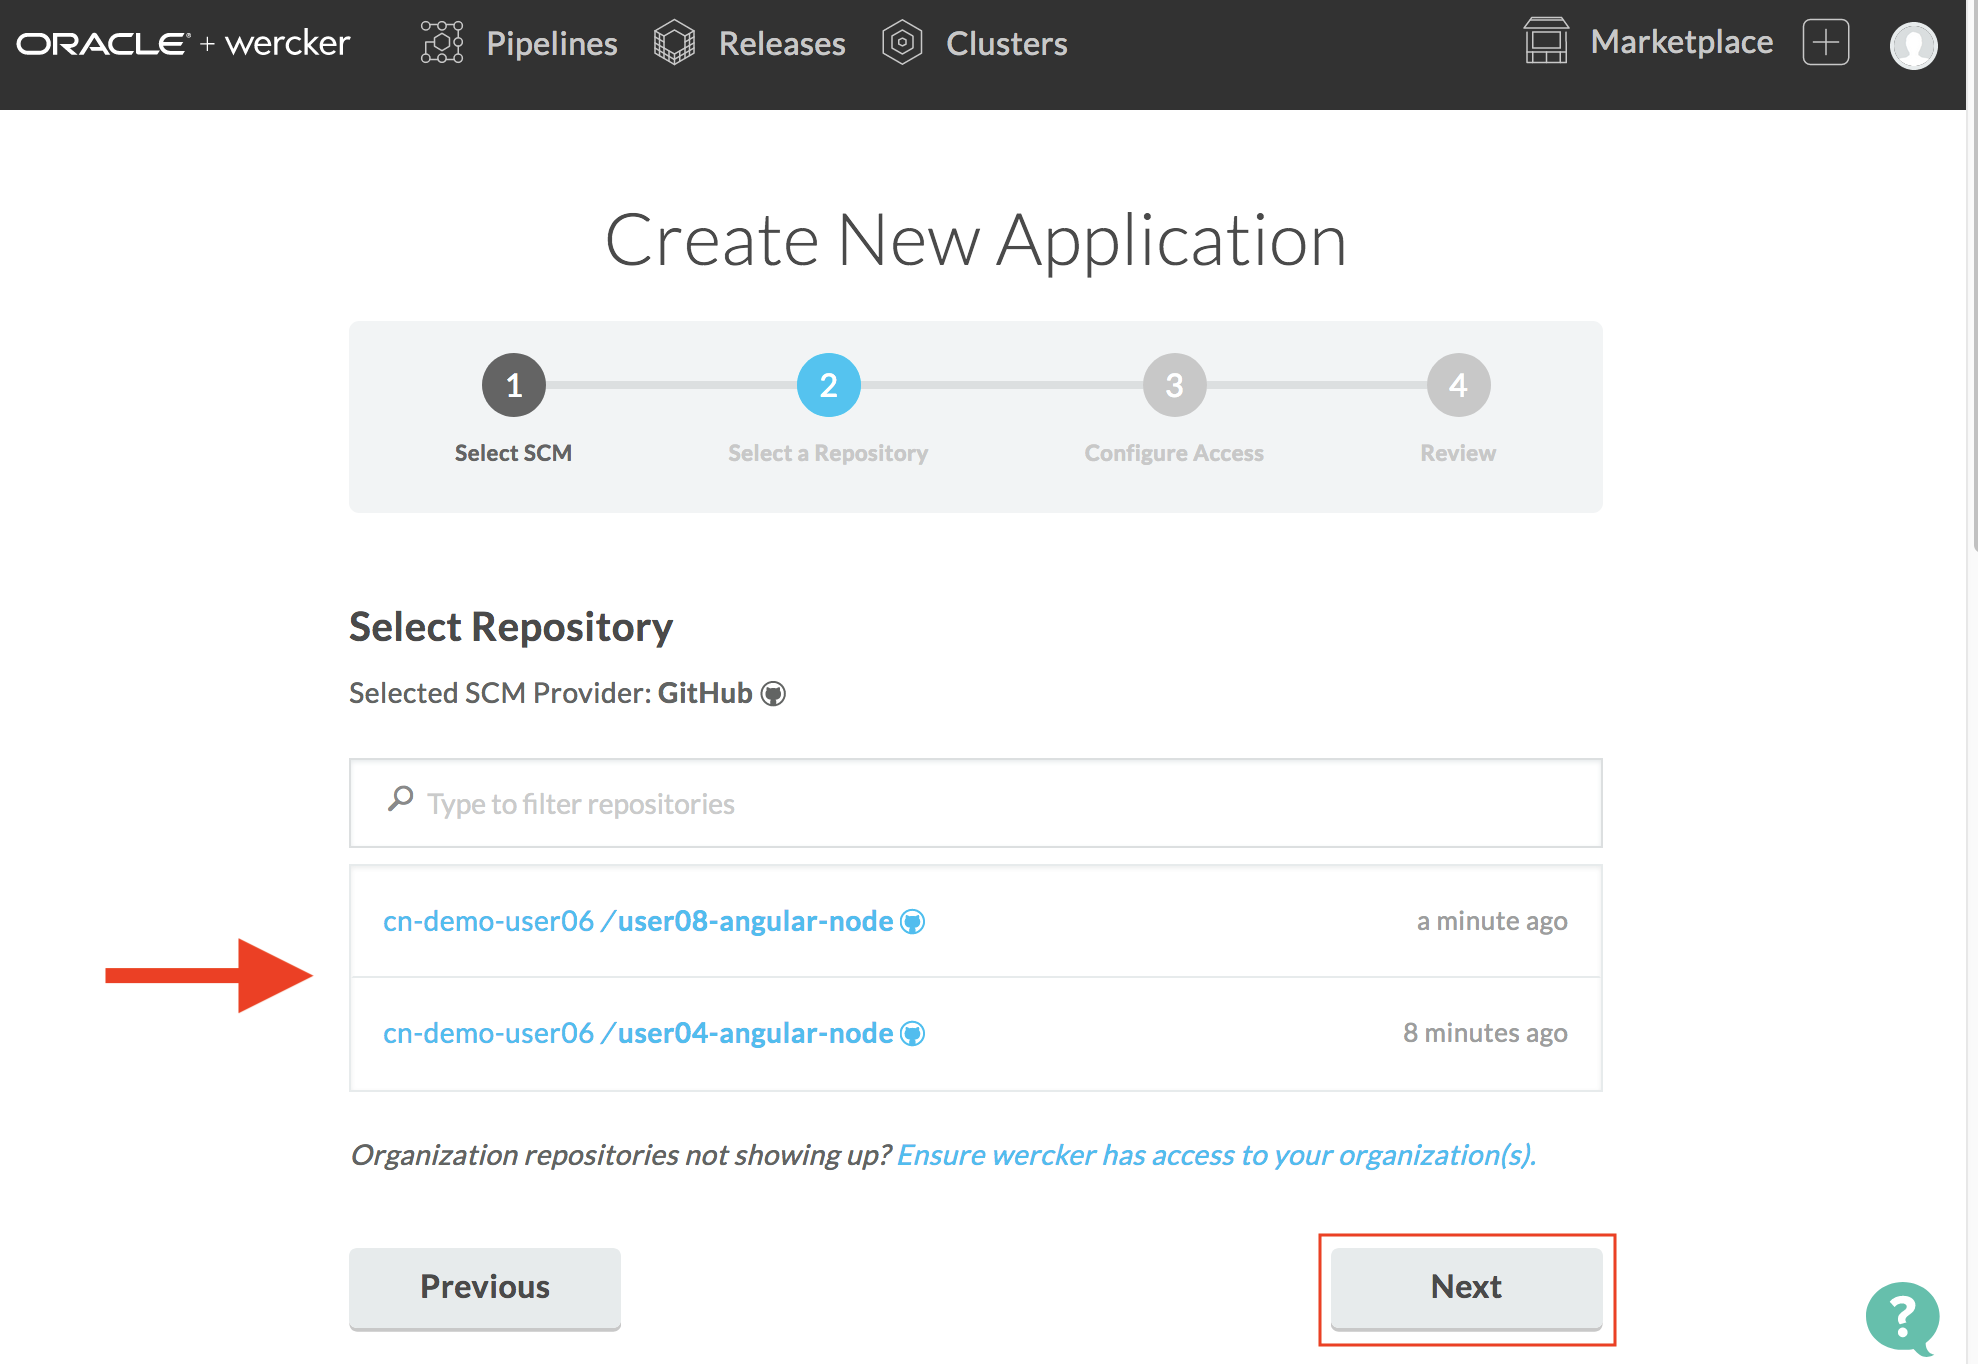 ORACLE® + wercker Pipelines Releases Clusters Marketplace
Create New Application
1 2 3 4
Select SCM Select a Repository Configure Access Review
Select Repository
Selected SCM Provider: GitHub
Type to filter repositories
cn-demo-user06 /user08-angular-node a minute ago
cn-demo-user06 /user04-angular-node 8 minutes ago
Organization repositories not showing up? Ensure wercker has access to your organization(s).
Previous Next
?